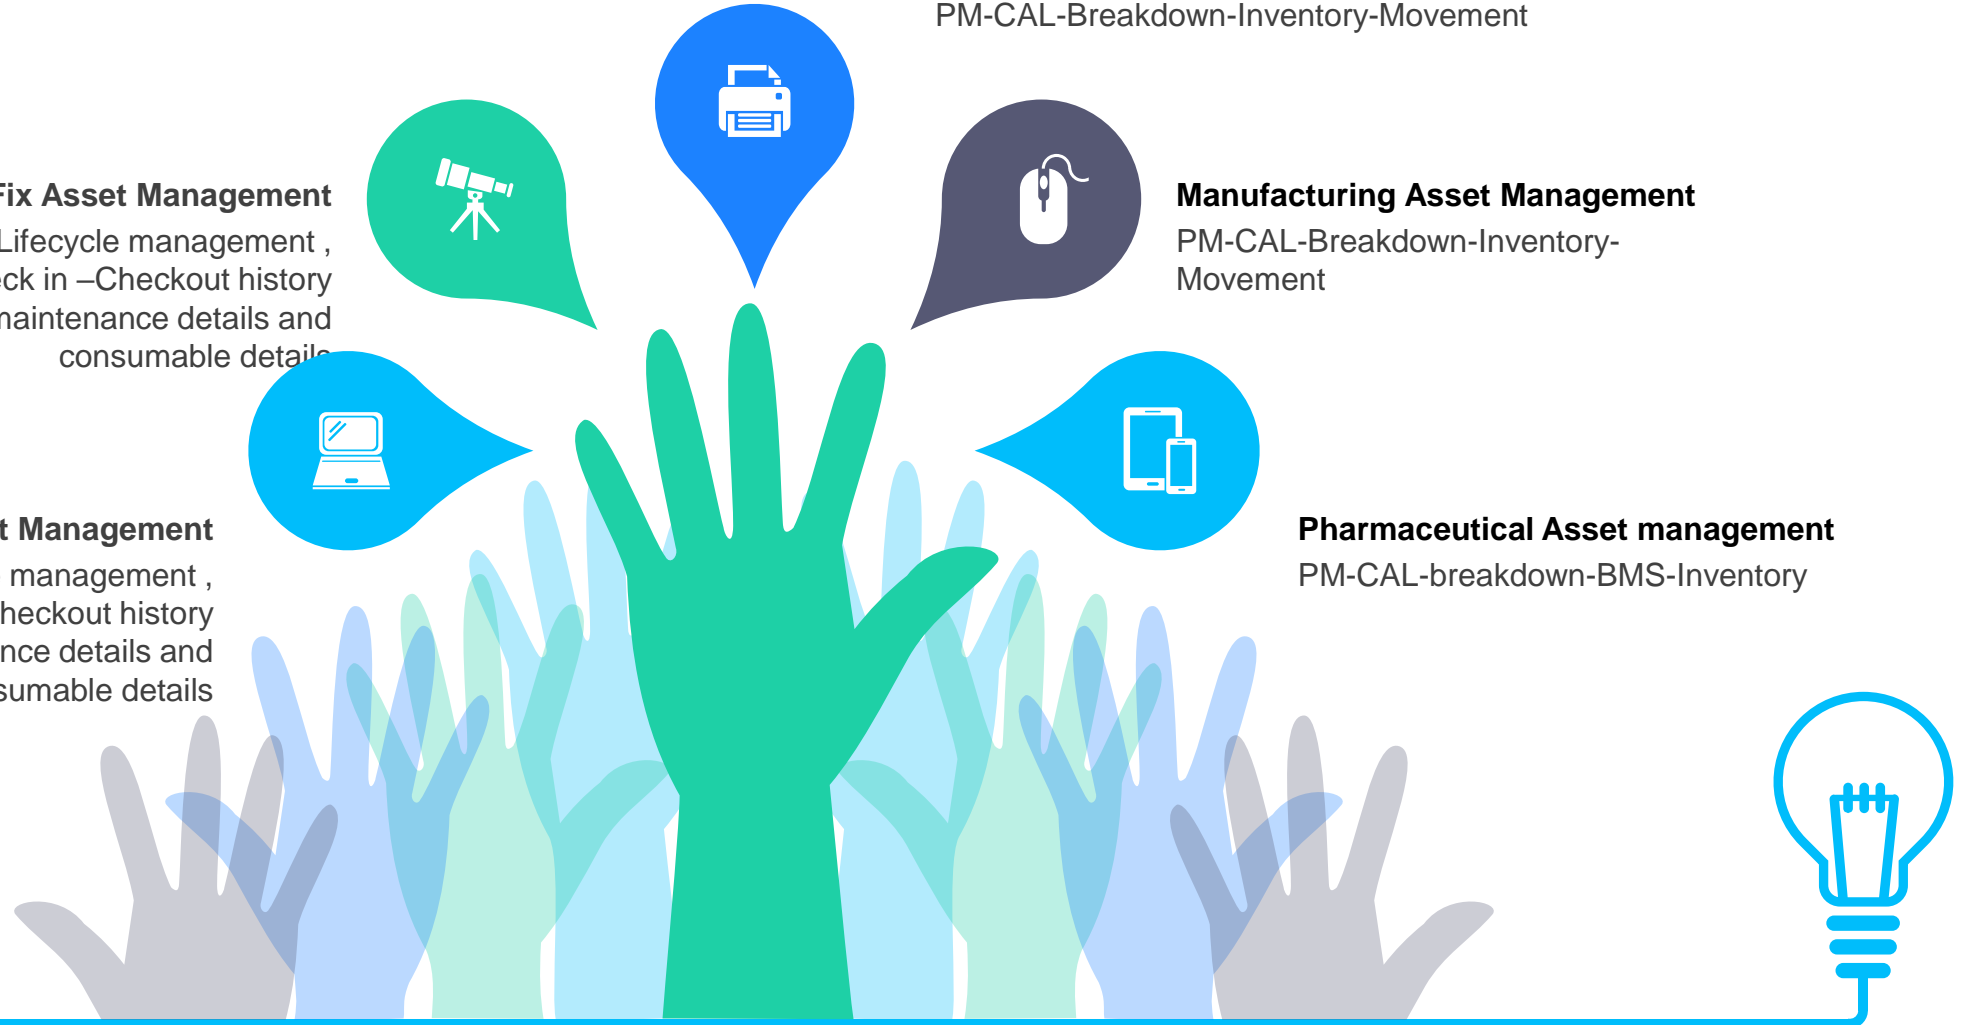 PM-CAL-Breakdown-Inventory-Movement
Fix Asset Management
Lifecycle management ,
eck in –Checkout history
maintenance details and
consumable details
Manufacturing Asset Management
PM-CAL-Breakdown-Inventory-
Movement
t Management
management ,
heckout history
nce details and
sumable details
Pharmaceutical Asset management
PM-CAL-breakdown-BMS-Inventory